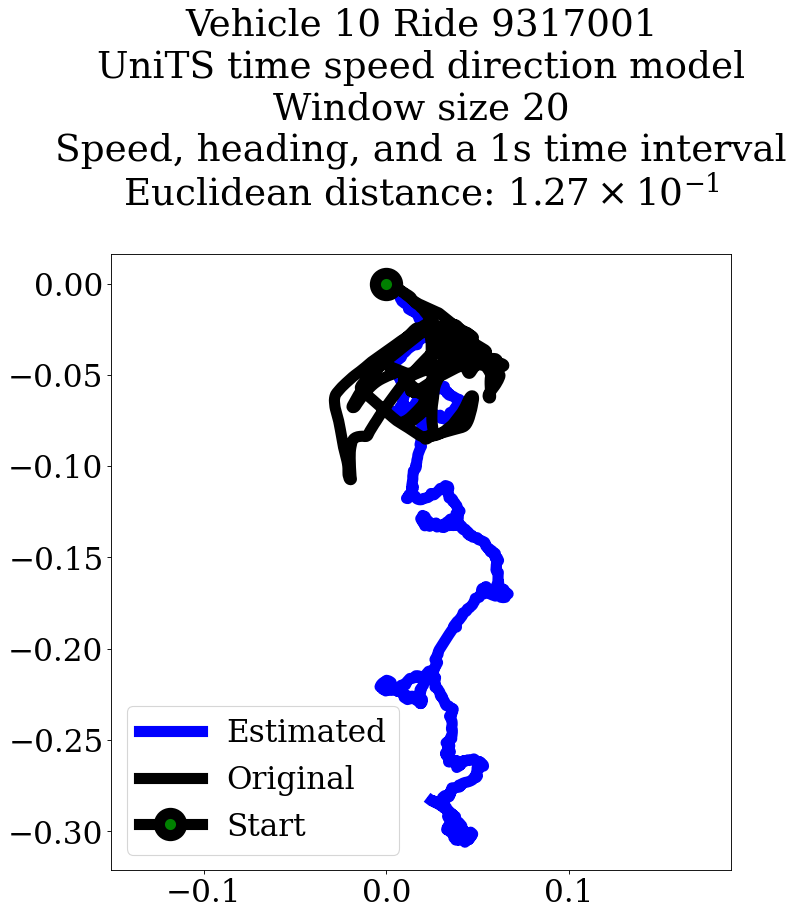 Vehicle 10 Ride 9317001
UniTS time speed direction model
Window size 20
Speed, heading, and a 1s time interval
Euclidean distance: $1.27 \times 10^{-1}$
0.00
−0.05
−0.10
−0.15
−0.20
−0.25
−0.30
Estimated
Original
Start
−0.1
0.0
0.1